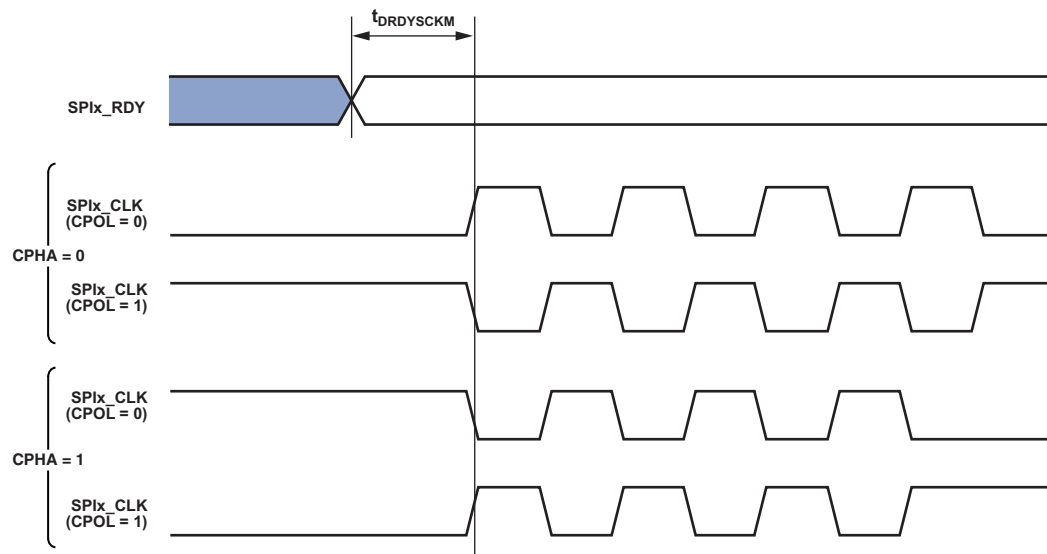 tDRDYSCKM
SPIx_RDY
SPIx_CLK
(CPOL = 0)
CPHA = 0
SPIx_CLK
(CPOL = 1)
SPIx_CLK
(CPOL = 0)
CPHA = 1
SPIx_CLK
(CPOL = 1)